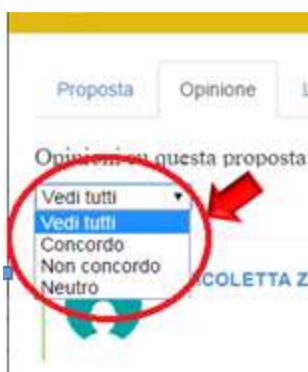 Proposta Opinione
Opinioni su questa proposta
Vedi tutti
Vedi tutti
Concordo
Non concordo
Neutro
COLETTA Z